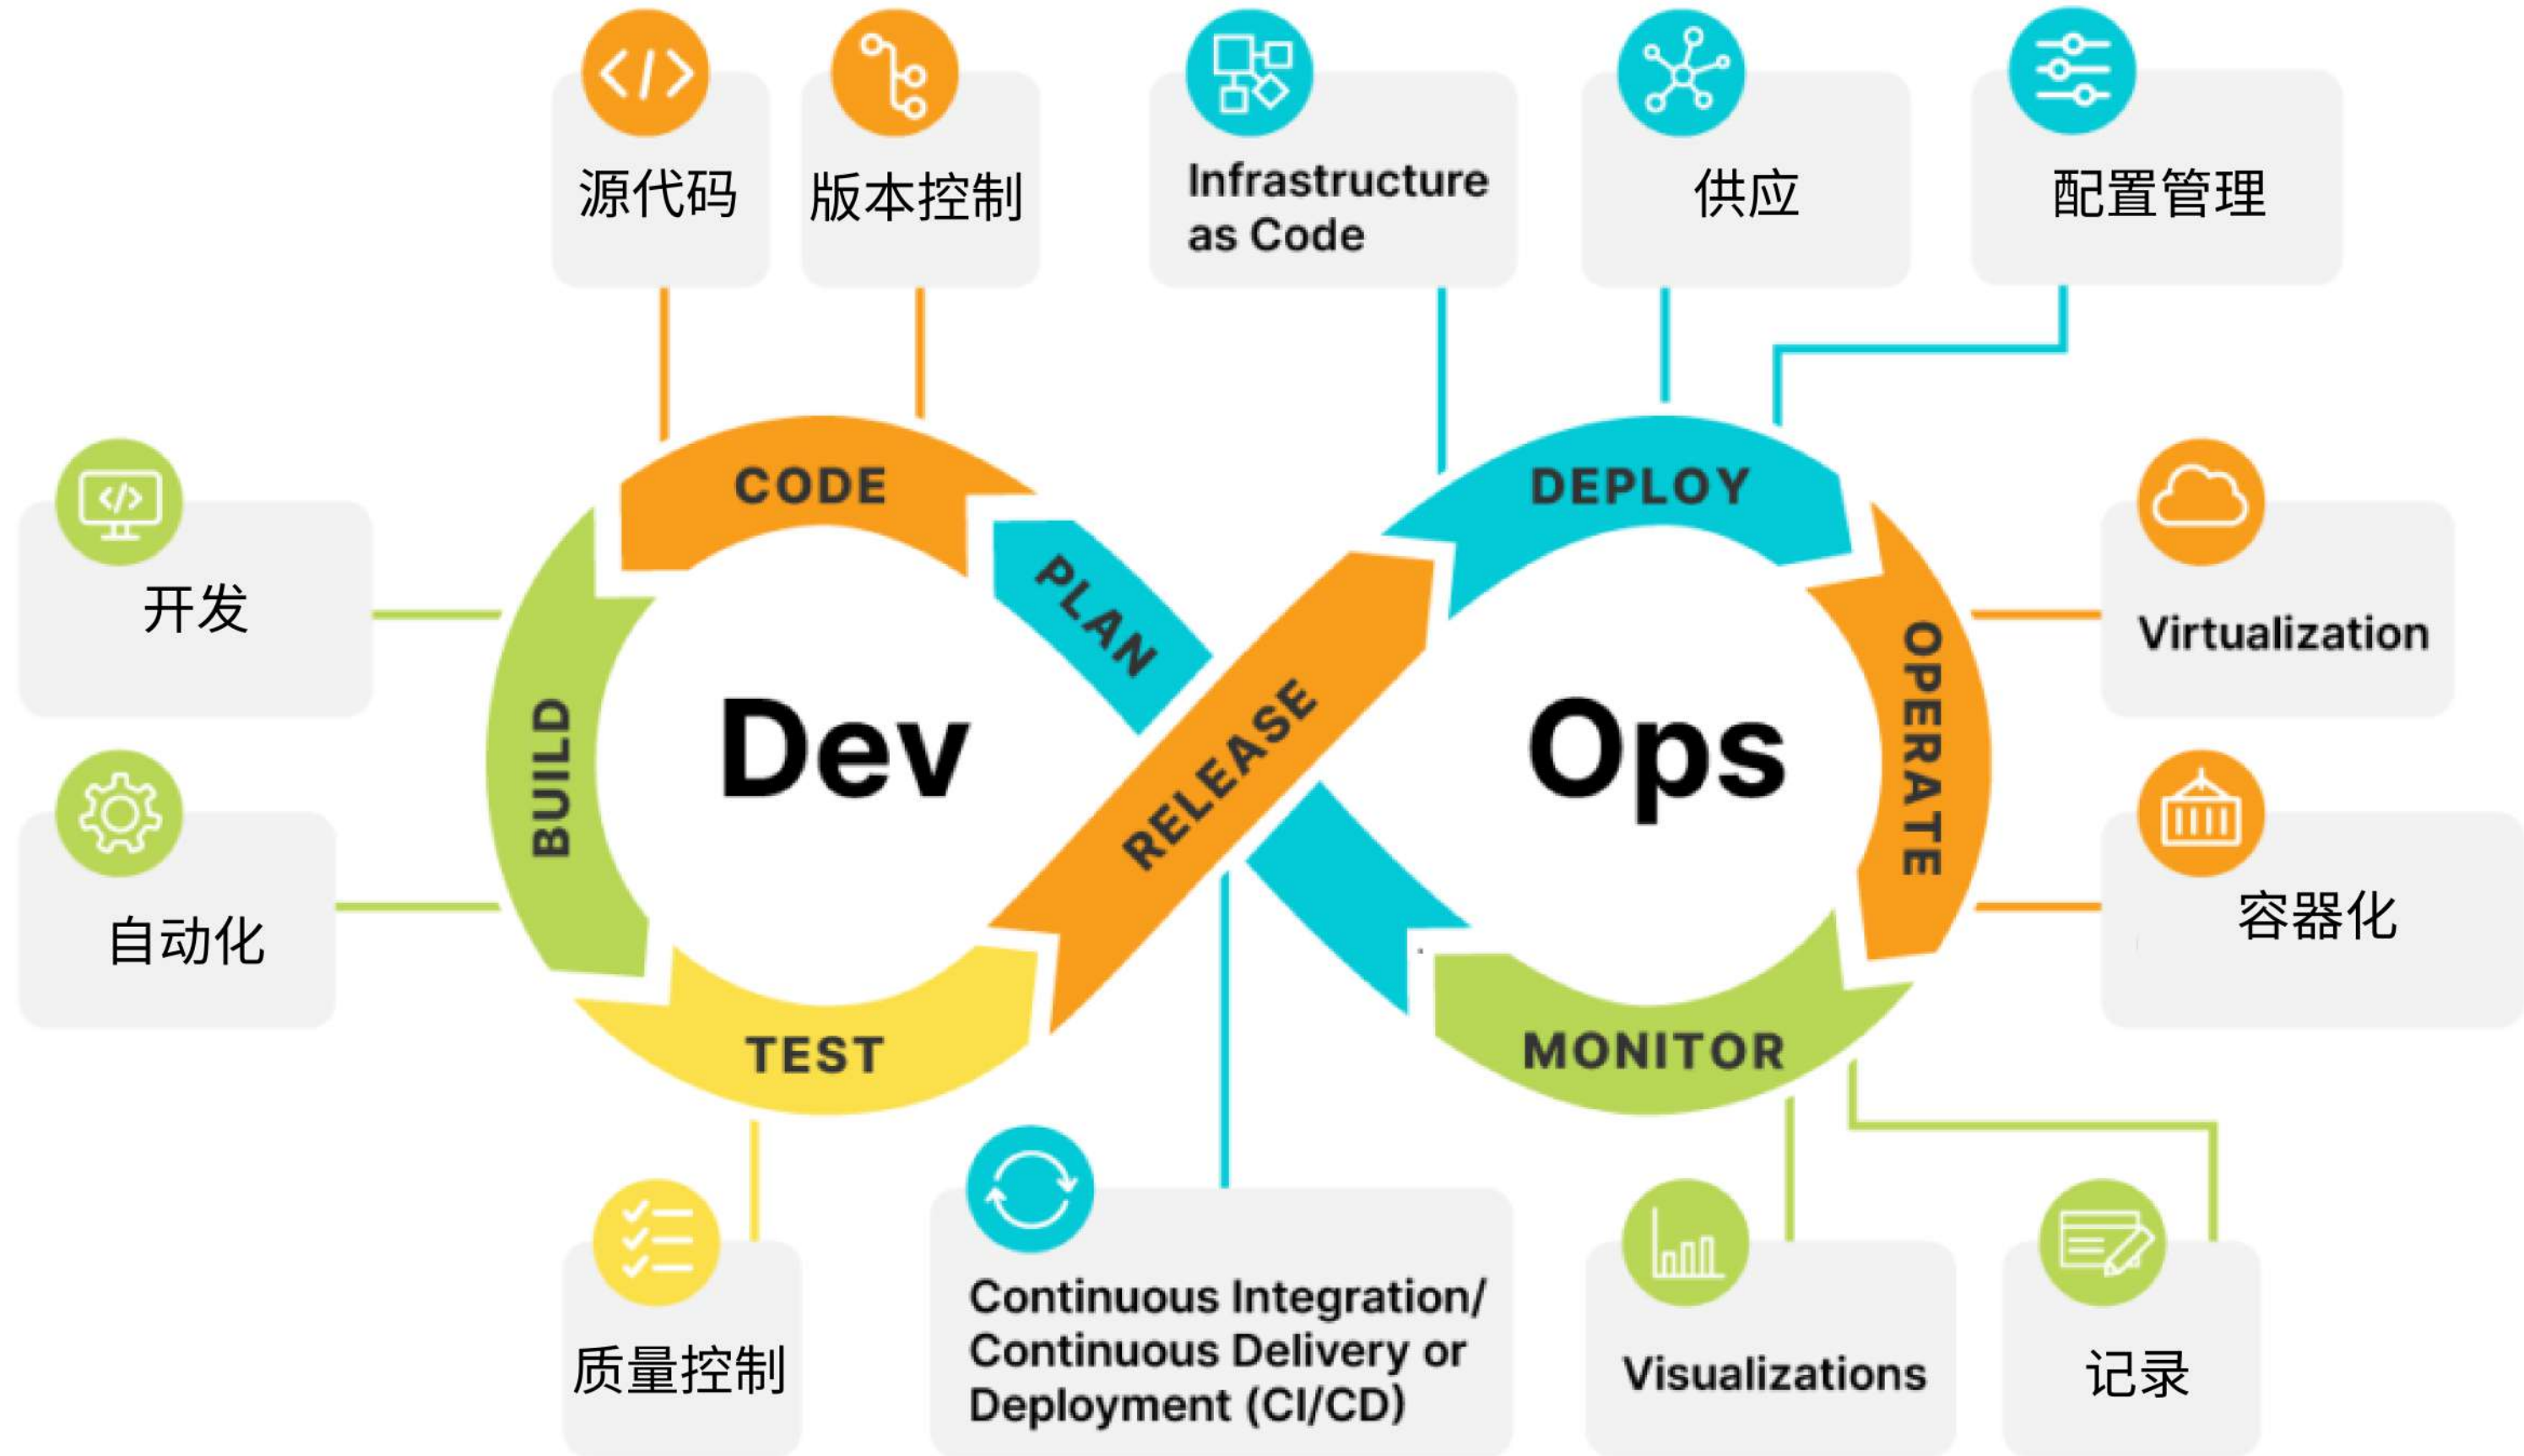 源代码
版本控制
Infrastructure
as Code
供应
配置管理
CODE
DEPLOY
开发
PLAN
OPERATE
Virtualization
BUILD
Dev
RELEASE
Ops
自动化
容器化
TEST
MONITOR
质量控制
Continuous Integration/
Continuous Delivery or
Deployment (CI/CD)
Visualizations
记录